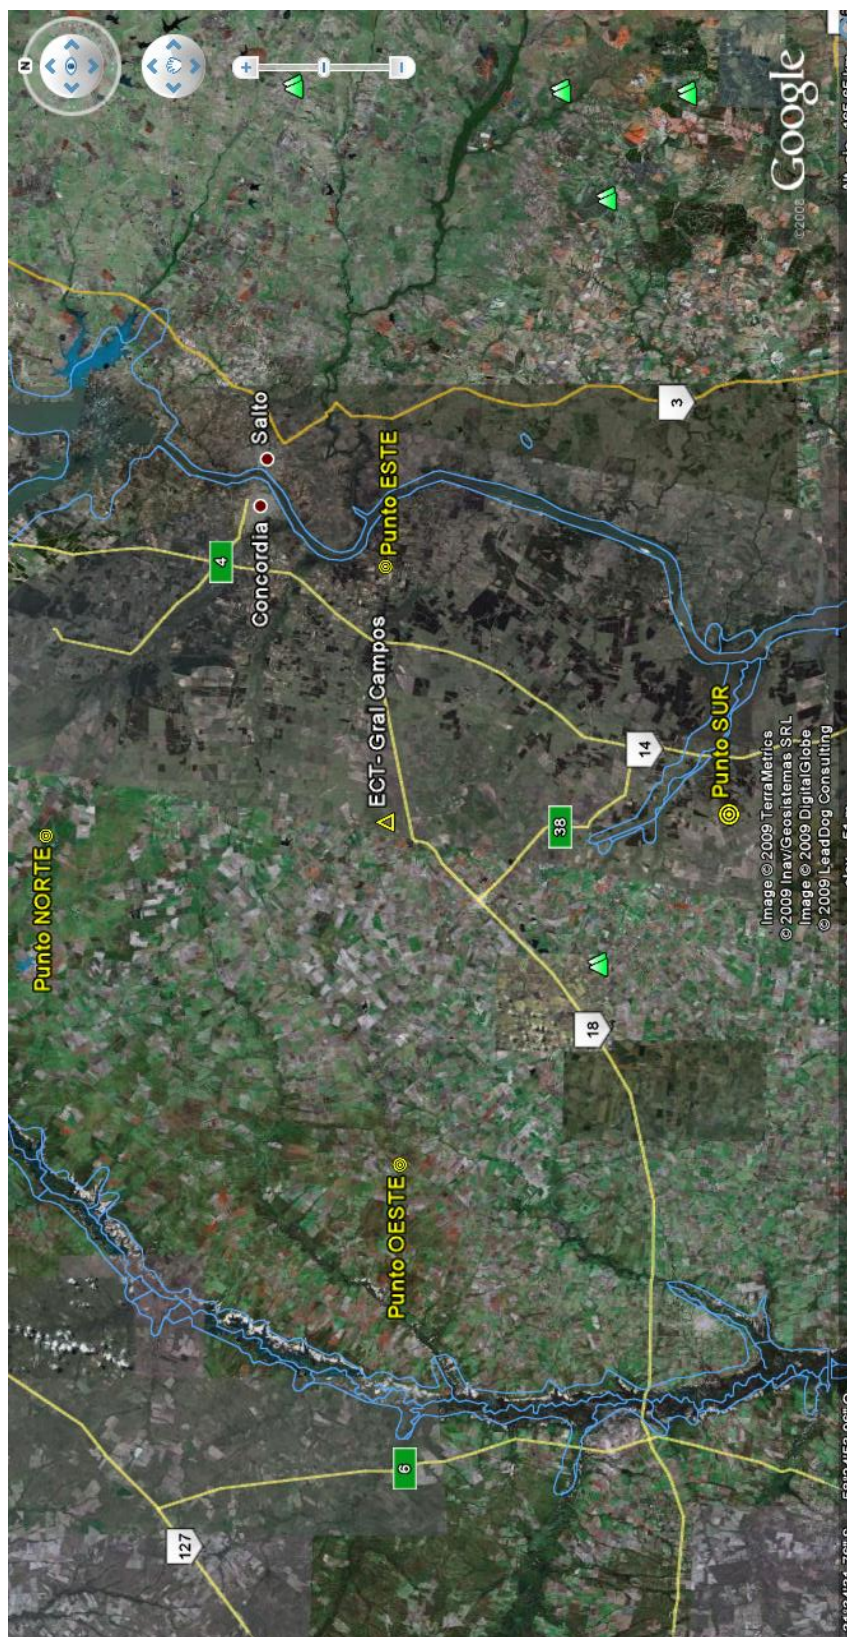 N
Google
©2008
4
Salto
Concordia
Punto ESTE
3
ECT- Gral Campos
Punto NORTE
14
38
Punto SUR
Image © 2009 TerraMetrics
© 2009 Inav/Geosistemas SRL
Image © 2009 DigitalGlobe
© 2009 LeadDog Consulting
18
Punto OESTE
6
127